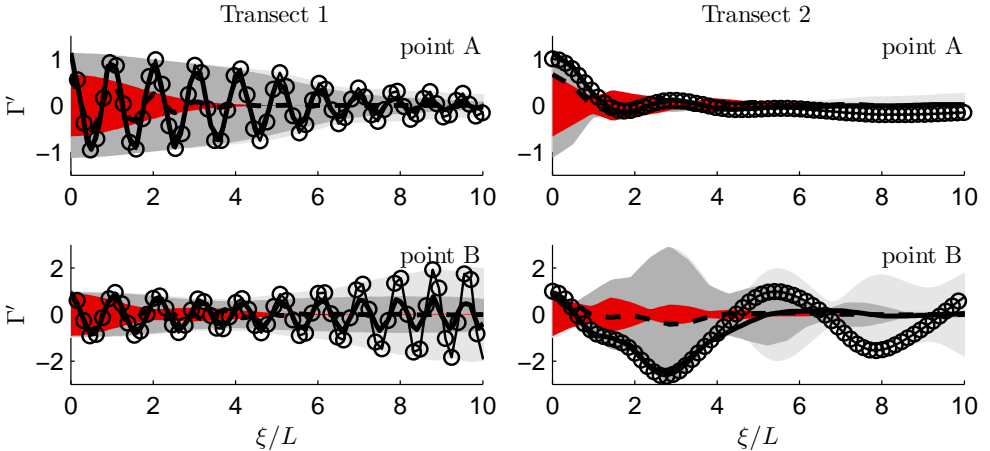 Transect 1
Transect 2
point A
point A
Γ′
1
0
−1
1
0
−1
0 2 4 6 8 10
0 2 4 6 8 10
point B
point B
Γ′
2
0
−2
2
0
−2
0 2 4 6 8 10
0 2 4 6 8 10
ξ/L
ξ/L